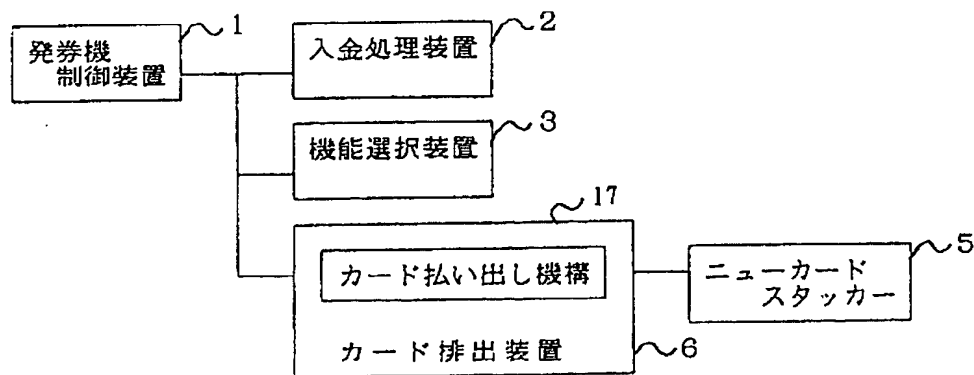 1
発券機
制御装置
2
入金処理装置
3
機能選択装置
17
カード払い出し機構
カード排出装置
6
5
ニューカード
スタッカー